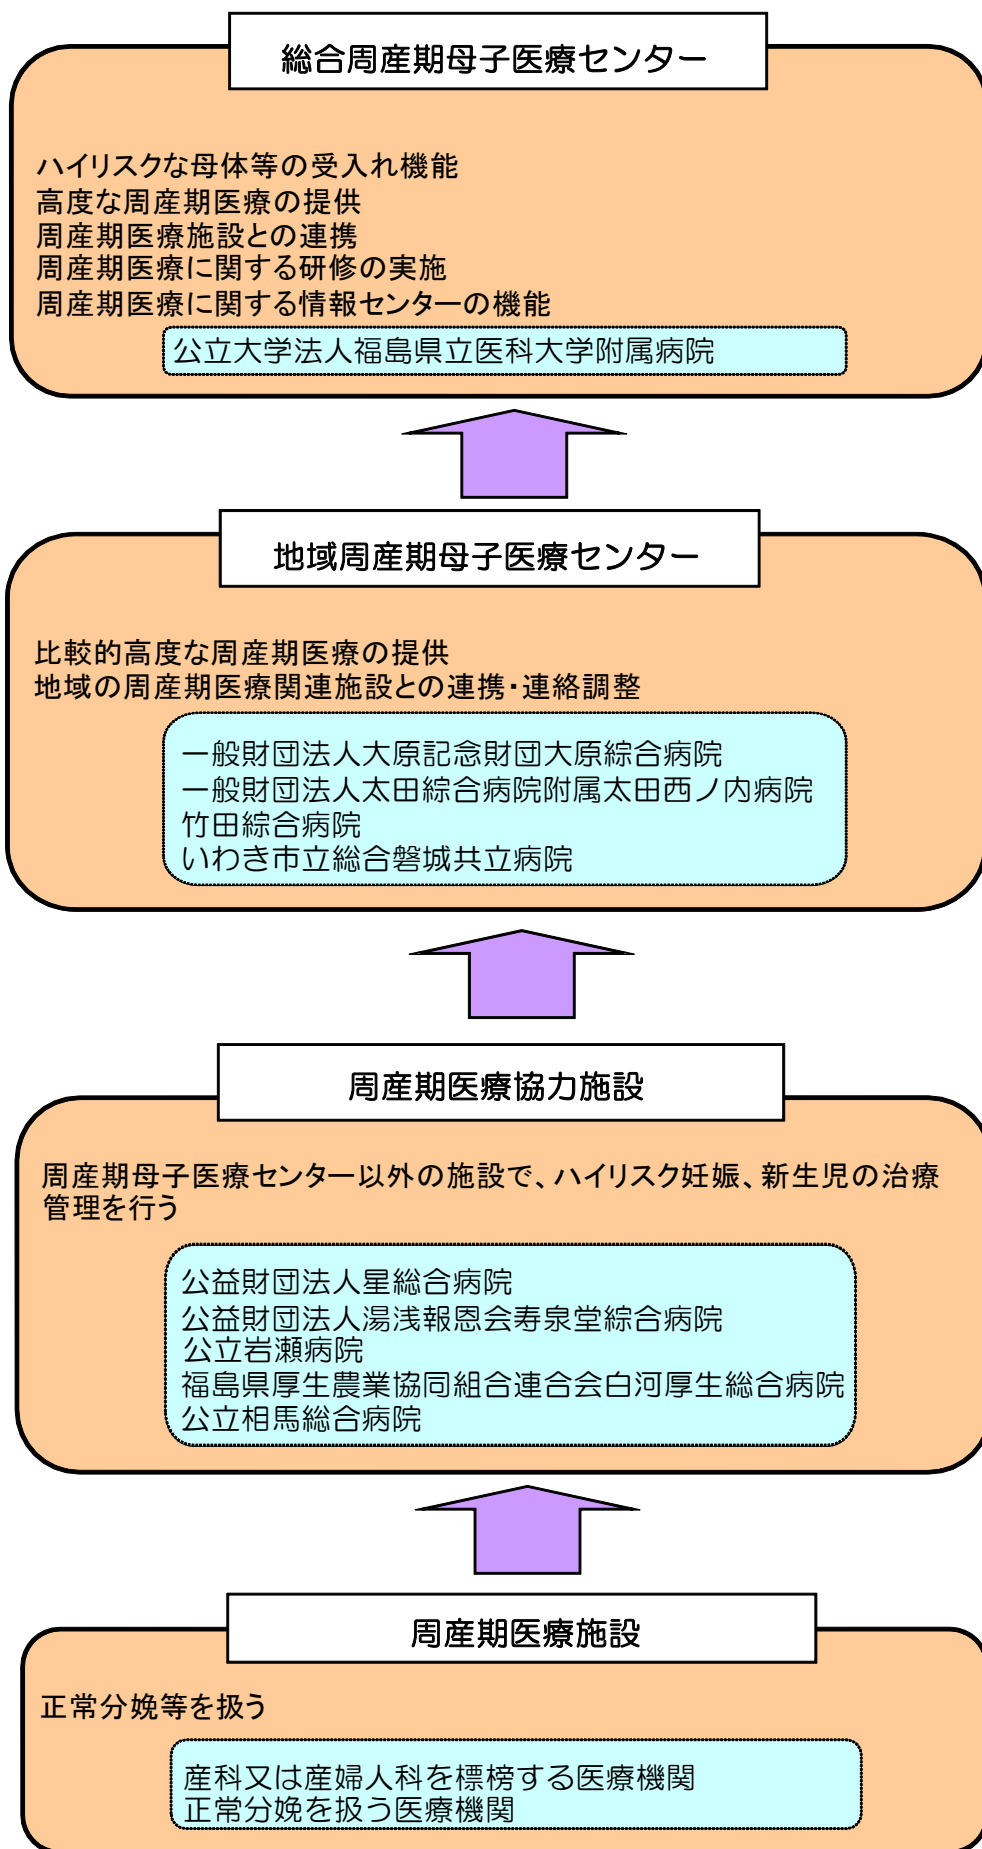 総合周産期母子医療センター
ハイリスクな母体等の受入れ機能
高度な周産期医療の提供
周産期医療施設との連携
周産期医療に関する研修の実施
周産期医療に関する情報センターの機能
公立大学法人福島県立医科大学附属病院
地域周産期母子医療センター
比較的高度な周産期医療の提供
地域の周産期医療関連施設との連携・連絡調整
一般財団法人大原記念財団大原綜合病院
一般財団法人太田綜合病院附属太田西ノ内病院
竹田綜合病院
いわき市立総合磐城共立病院
周産期医療協力施設
周産期母子医療センター以外の施設で、ハイリスク妊娠、新生児の治療
管理を行う
公益財団法人星総合病院
公益財団法人湯浅報恩会寿泉堂綜合病院
公立岩瀬病院
福島県厚生農業協同組合連合会白河厚生総合病院
公立相馬総合病院
周産期医療施設
正常分娩等を扱う
産科又は産婦人科を標榜する医療機関
正常分娩を扱う医療機関